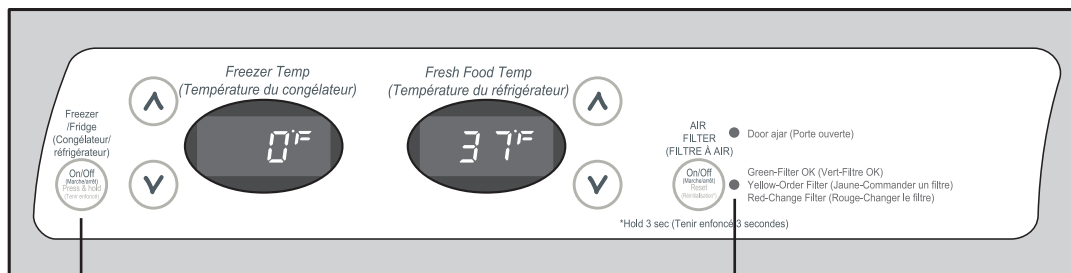 Freezer Temp
(Température du congélateur)
Fresh Food Temp
(Température du réfrigérateur)
Freezer
/Fridge
(Congélateur/
réfrigérateur)
On/Off
(Marche/arrêt)
Press & hold
(Tenir enfoncé)
0°F
37°F
AIR
FILTER
(FILTRE À AIR)
On/Off
(Marche/arrêt)
Reset
(Réinitialisation*)
Door ajar (Porte ouverte)
Green-Filter OK (Vert-Filtre OK)
Yellow-Order Filter (Jaune-Commander un filtre)
Red-Change Filter (Rouge-Changer le filtre)
*Hold 3 sec (Tenir enfoncé 3 secondes)